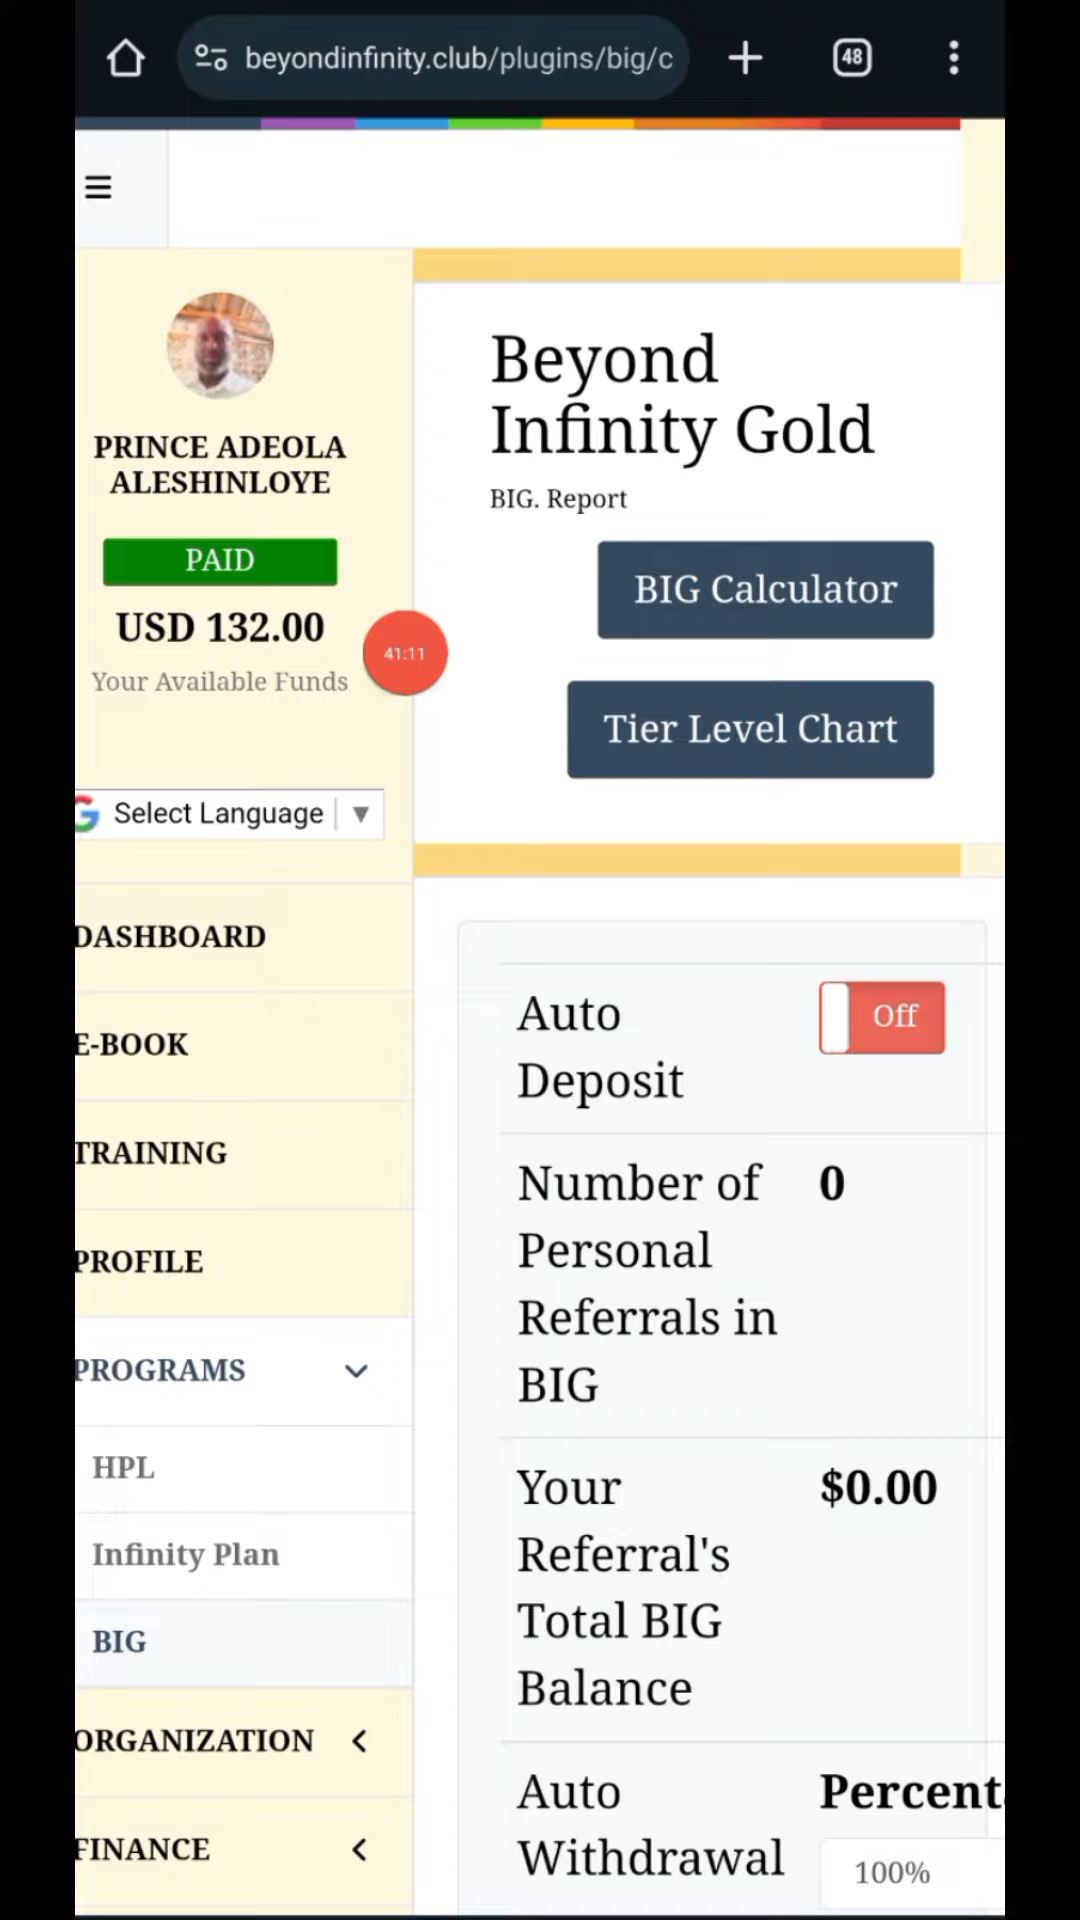 beyondinfinity.club/plugins/big/c
48
PRINCE ADEOLA
ALESHINLOYE
PAID
USD 132.00
Your Available Funds
41:11
Select Language
DASHBOARD
E-BOOK
TRAINING
PROFILE
PROGRAMS
HPL
Infinity Plan
BIG
ORGANIZATION
FINANCE
Beyond
Infinity Gold
BIG. Report
BIG Calculator
Tier Level Chart
Auto
Deposit
Off
Number of
Personal
Referrals in
BIG
0
Your
Referral's
Total BIG
Balance
$0.00
Auto
Withdrawal
Percent
100%